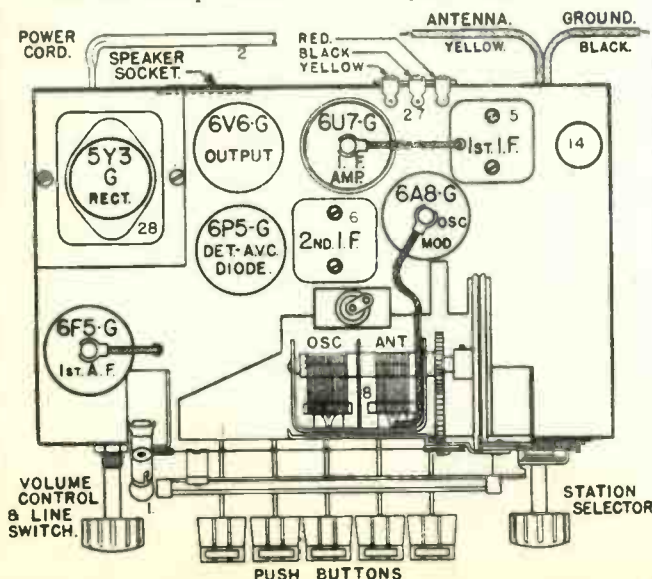 ANTENNA.
GROUND.
POWER
CORD.
2
SPEAKER
SOCKET.
RED.
BLACK
YELLOW
YELLOW.
BLACK.
5Y3
G
RECT.
28
6V6-G
OUTPUT
6U7-G
I. F.
AMP.
27
5
1ST. I.F.
14
6P5-G
DET.-A.V.C.
DIODE.
6
2ND. I.F.
6A8-G
OSC
MOD
6F5-G
1ST. A.F.
OSC
ANT.
8
VOLUME
CONTROL
& LINE
SWITCH.
1.
STATION
SELECTOR
PUSH BUTTONS